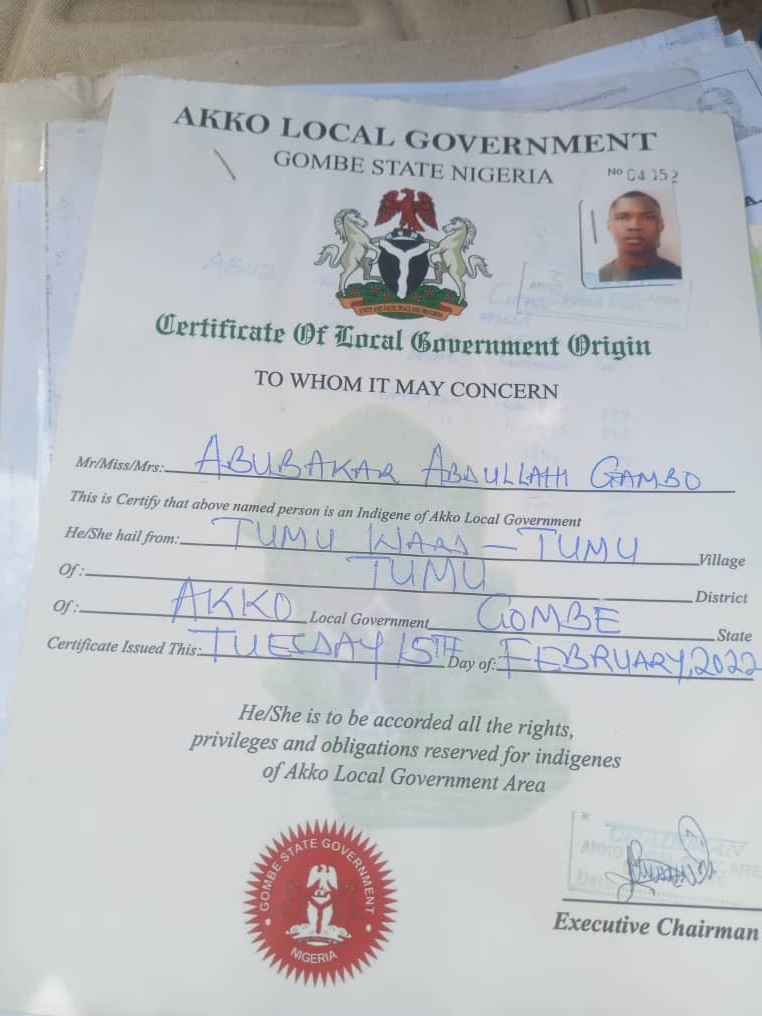 AKKO LOCAL GOVERNMENT
GOMBE STATE NIGERIA
No
Certificate Of Local Government Origin
TO WHOM IT MAY CONCERN
Mr/Miss/Mrs: ABUBAKAR ABDULLAHI GAMBO
This is Certify that above named person is an Indigene of Akko Local Government
He/She hail from: TUMU WARD - TUMU Village
Of: TUMU District
Of: AKKO Local Government GOMBE State
Certificate Issued This: TUESDAY 15TH Day of: FEBRUARY, 2022
He/She is to be accorded all the rights,
privileges and obligations reserved for indigenes
of Akko Local Government Area
GOMBE STATE GOVERNMENT
NIGERIA
Executive Chairman